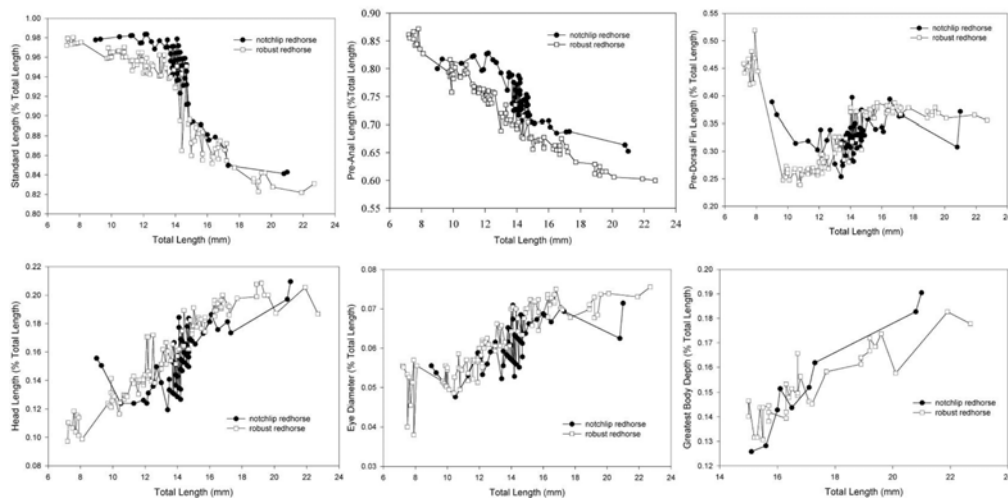 1.00
0.98
0.96
0.94
0.92
0.90
0.88
0.86
0.84
0.82
0.80
Standard Length (% Total Length)
notchlip redhorse
robust redhorse
6 8 10 12 14 16 18 20 22 24
Total Length (mm)
0.90
0.85
0.80
0.75
0.70
0.65
0.60
0.55
Pre-Anal Length (%Total Length)
notchlip redhorse
robust redhorse
6 8 10 12 14 16 18 20 22 24
Total Length (mm)
0.55
0.50
0.45
0.40
0.35
0.30
0.25
0.20
Pre-Dorsal Fin Length (% Total Length)
notchlip redhorse
robust redhorse
6 8 10 12 14 16 18 20 22 24
Total Length (mm)
0.22
0.20
0.18
0.16
0.14
0.12
0.10
0.08
Head Length (% Total Length)
notchlip redhorse
robust redhorse
6 8 10 12 14 16 18 20 22 24
Total Length (mm)
0.08
0.07
0.06
0.05
0.04
0.03
Eye Diameter (% Total Length)
notchlip redhorse
robust redhorse
6 8 10 12 14 16 18 20 22 24
Total Length (mm)
0.20
0.19
0.18
0.17
0.16
0.15
0.14
0.13
0.12
Greatest Body Depth (% Total Length)
notchlip redhorse
robust redhorse
14 16 18 20 22 24
Total Length (mm)